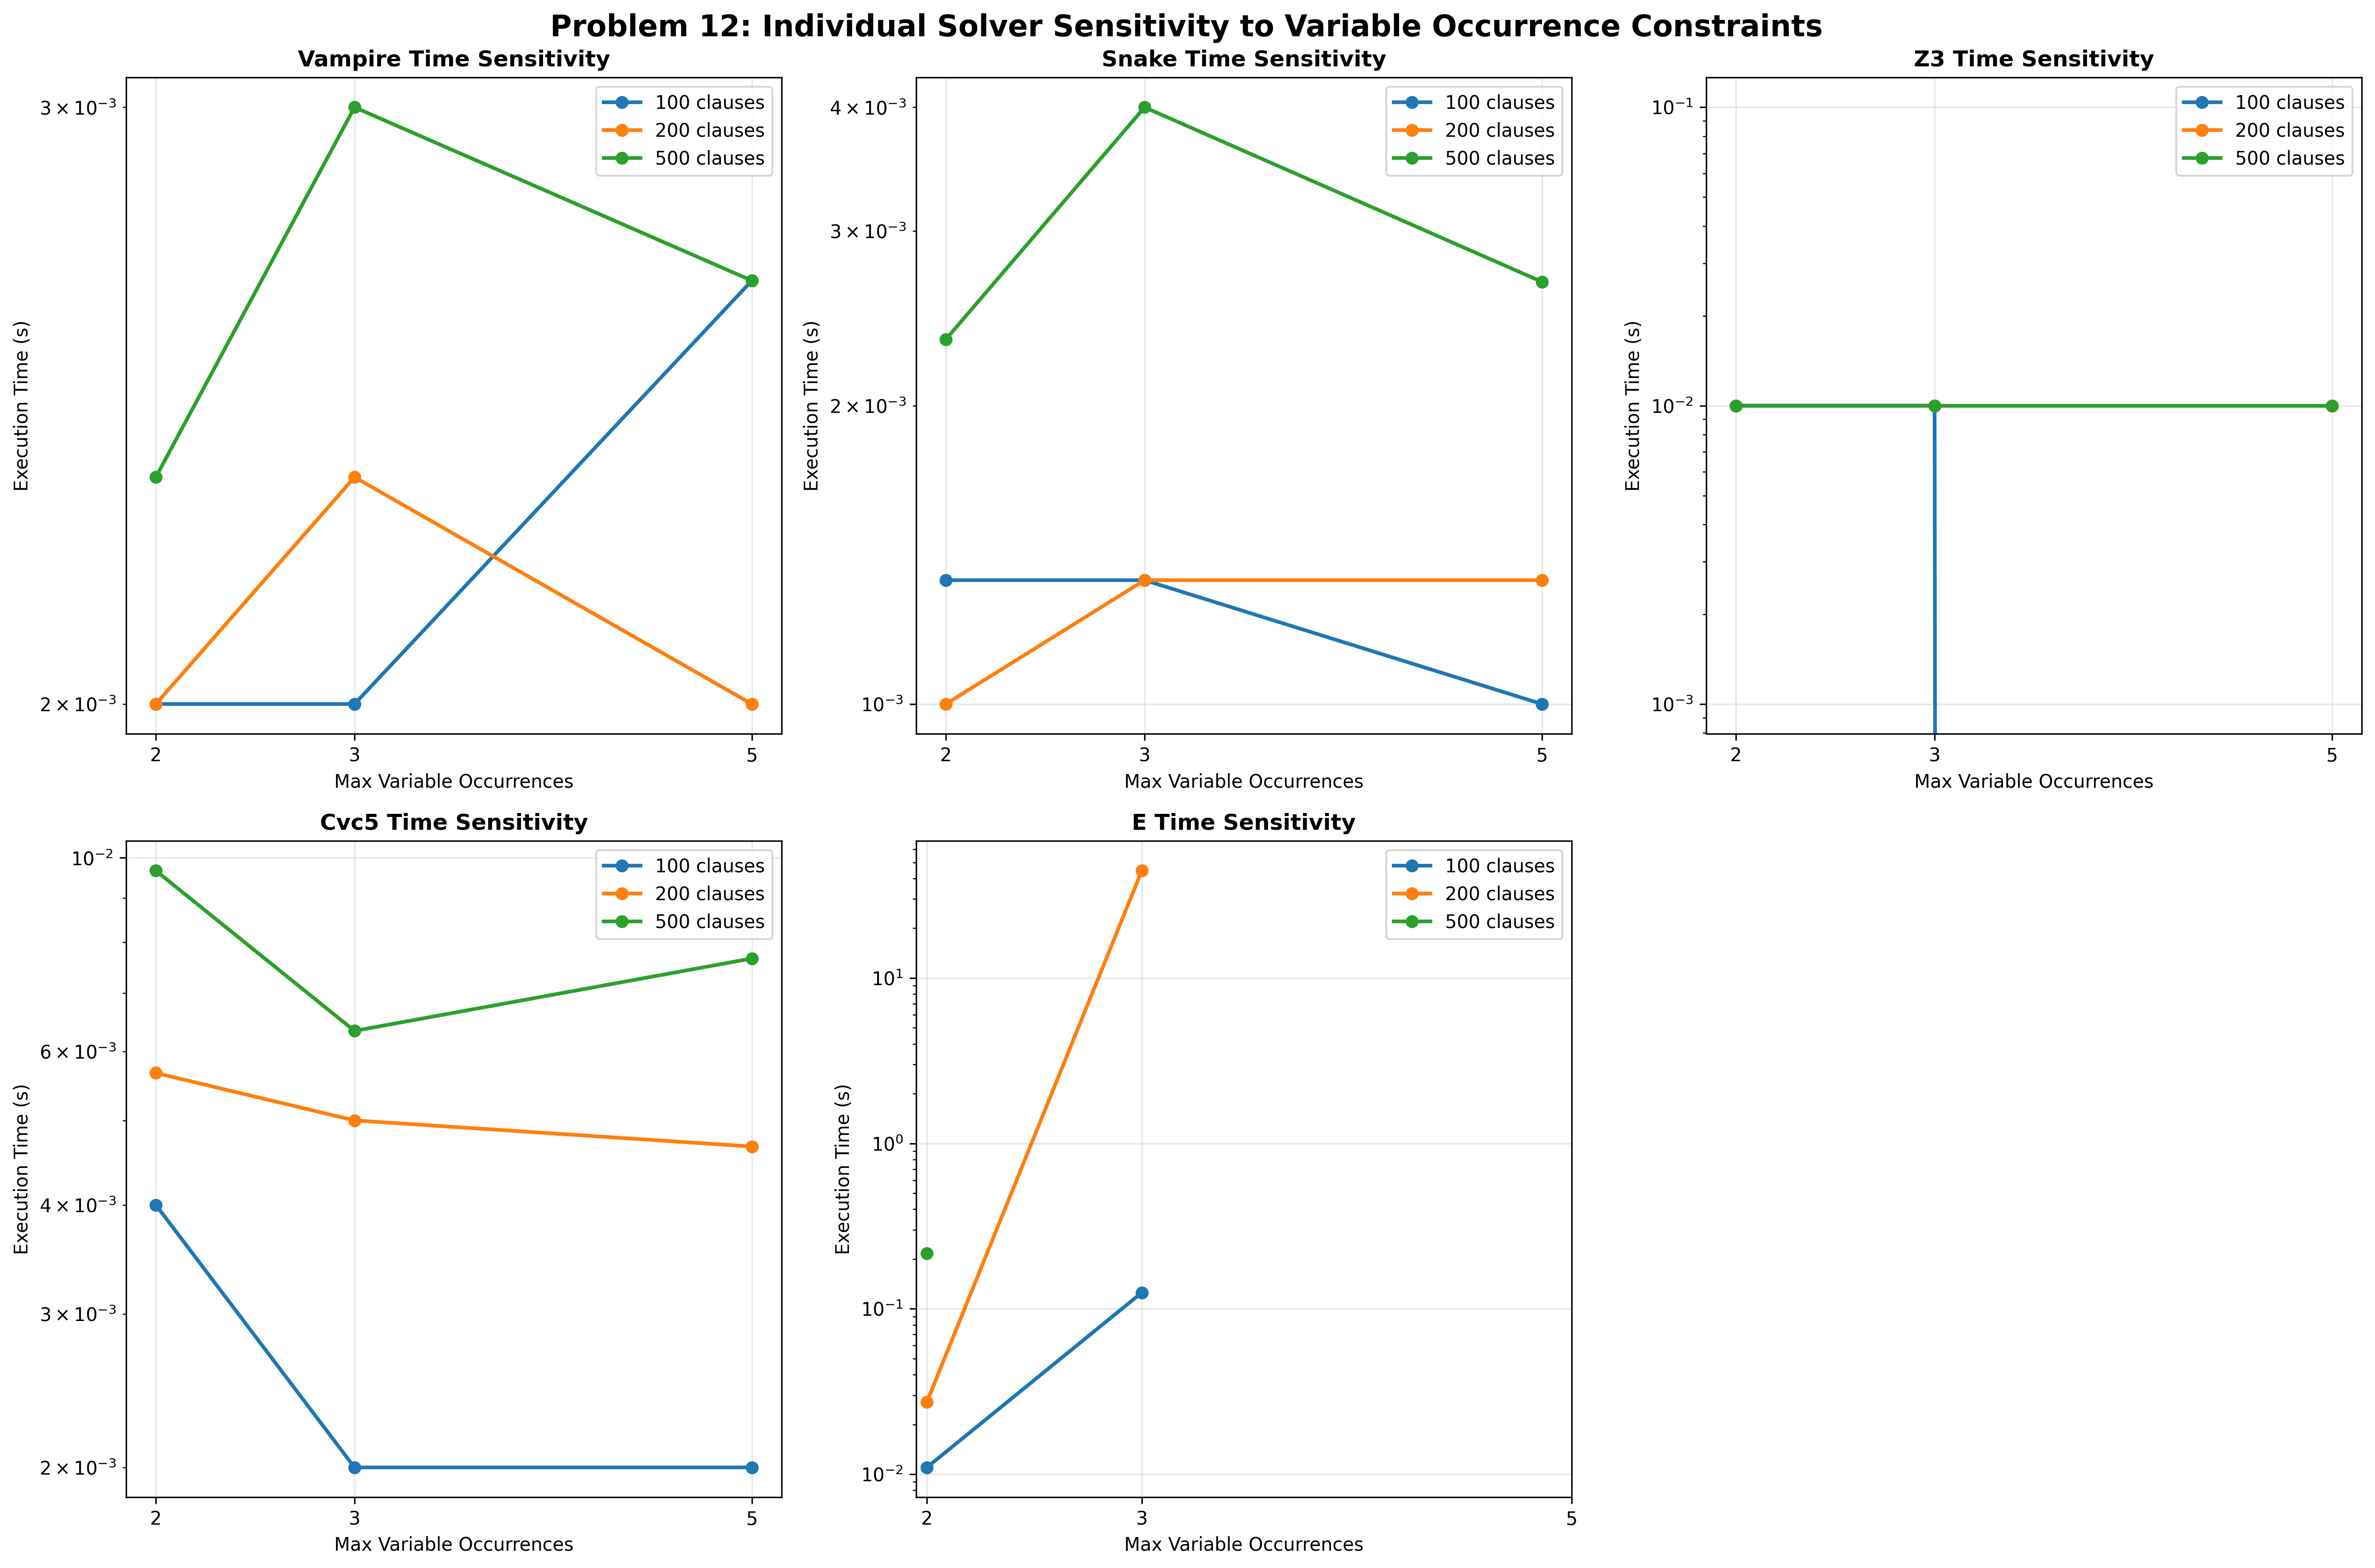 Problem 12: Individual Solver Sensitivity to Variable Occurrence Constraints
Vampire Time Sensitivity
3 × 10⁻³
2 × 10⁻³
Execution Time (s)
100 clauses
200 clauses
500 clauses
2
3
5
Max Variable Occurrences
Snake Time Sensitivity
4 × 10⁻³
3 × 10⁻³
2 × 10⁻³
10⁻³
Execution Time (s)
100 clauses
200 clauses
500 clauses
2
3
5
Max Variable Occurrences
Z3 Time Sensitivity
10⁻¹
10⁻²
10⁻³
Execution Time (s)
100 clauses
200 clauses
500 clauses
2
3
5
Max Variable Occurrences
Cvc5 Time Sensitivity
10⁻²
6 × 10⁻³
4 × 10⁻³
3 × 10⁻³
2 × 10⁻³
Execution Time (s)
100 clauses
200 clauses
500 clauses
2
3
5
Max Variable Occurrences
E Time Sensitivity
10¹
10⁰
10⁻¹
10⁻²
Execution Time (s)
100 clauses
200 clauses
500 clauses
2
3
5
Max Variable Occurrences